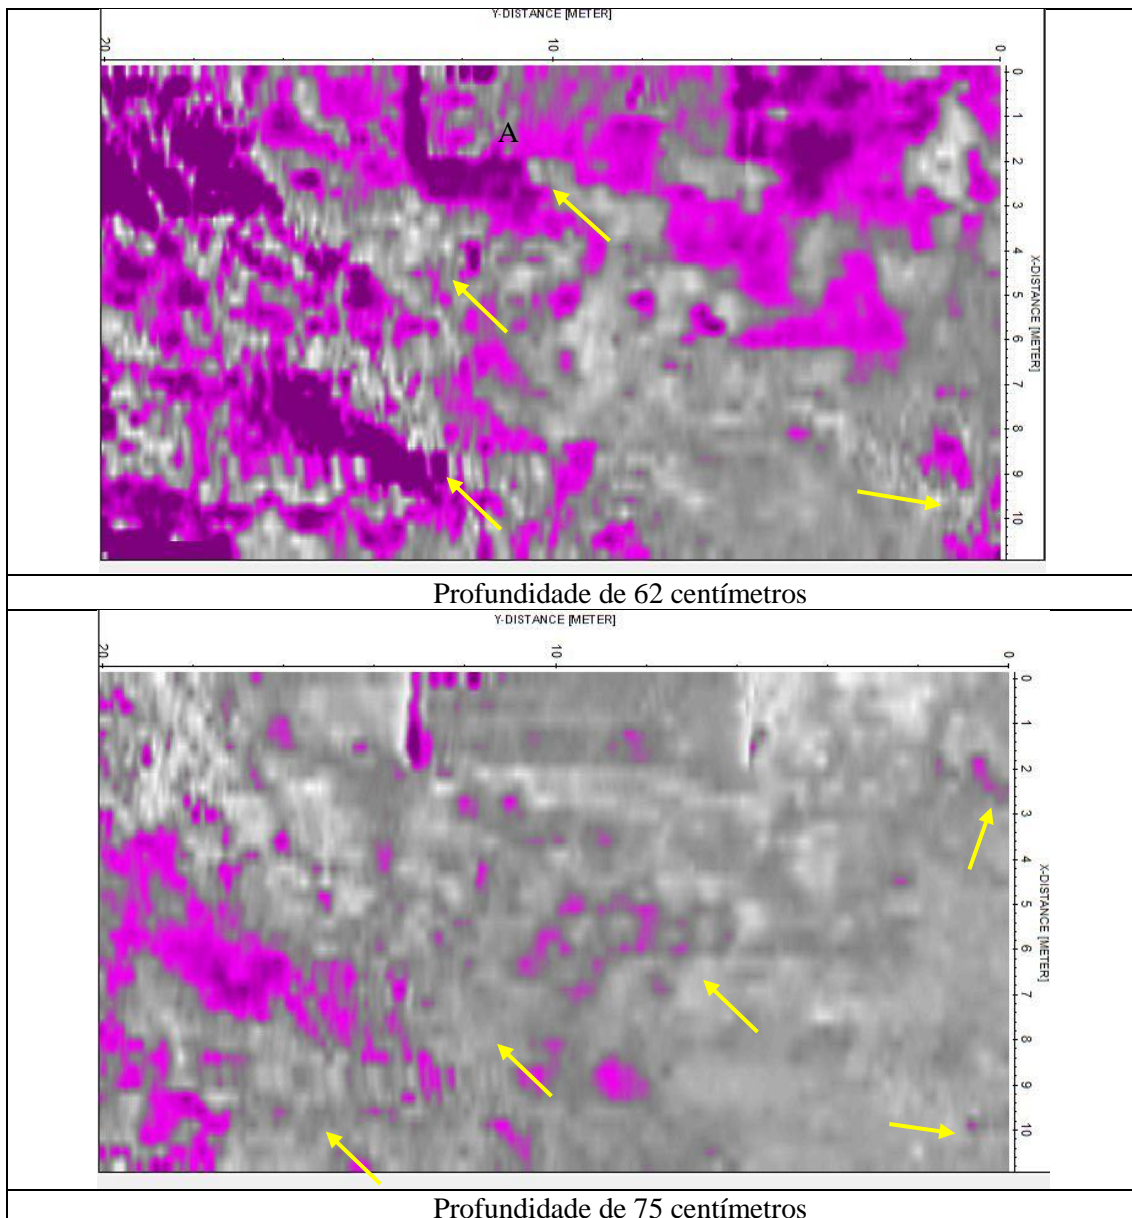 Y-DISTANCE [METER]
20 10 0
0
1
2
3
4
5
6
7
8
9
10
X-DISTANCE [METER]
A
Profundidade de 62 centímetros
Y-DISTANCE [METER]
20 10 0
0
1
2
3
4
5
6
7
8
9
10
X-DISTANCE [METER]
Profundidade de 75 centímetros